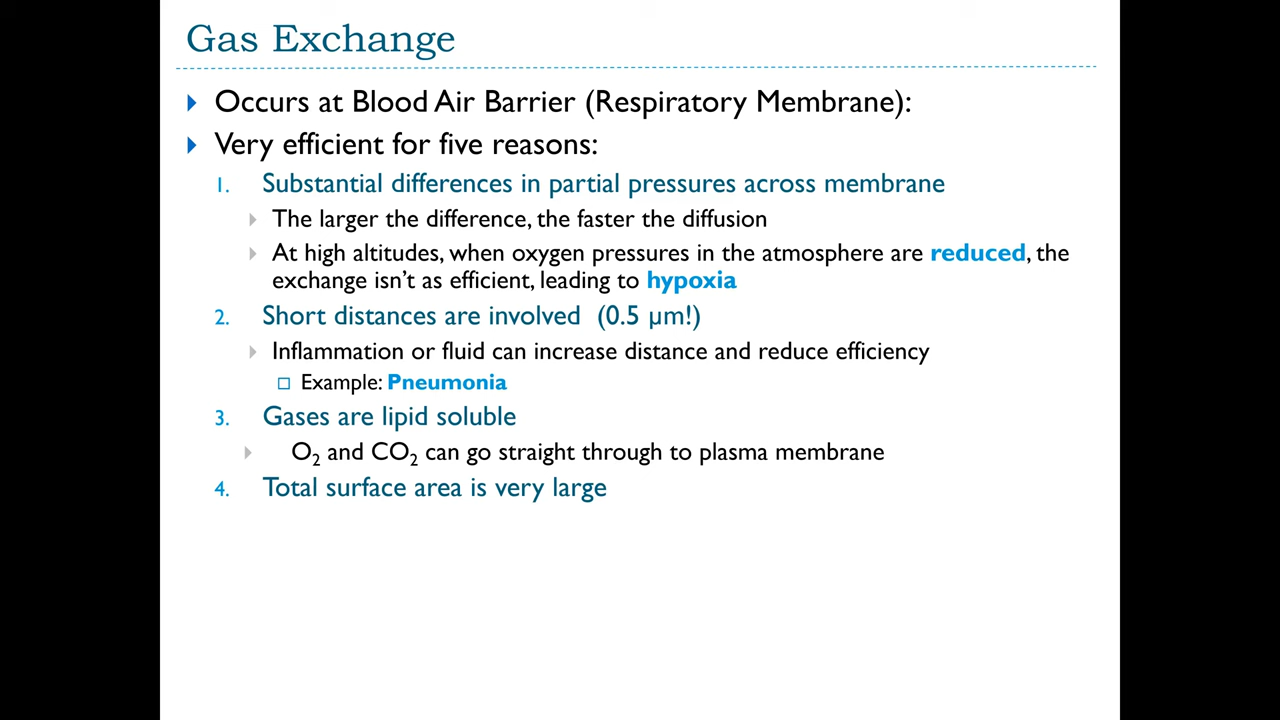 Gas Exchange
Occurs at Blood Air Barrier (Respiratory Membrane):
Very efficient for five reasons:
1. Substantial differences in partial pressures across membrane
The larger the difference, the faster the diffusion
At high altitudes, when oxygen pressures in the atmosphere are reduced, the
exchange isn't as efficient, leading to hypoxia
2. Short distances are involved (0.5 µm!)
Inflammation or fluid can increase distance and reduce efficiency
Example: Pneumonia
3. Gases are lipid soluble
O₂ and CO₂ can go straight through to plasma membrane
4. Total surface area is very large